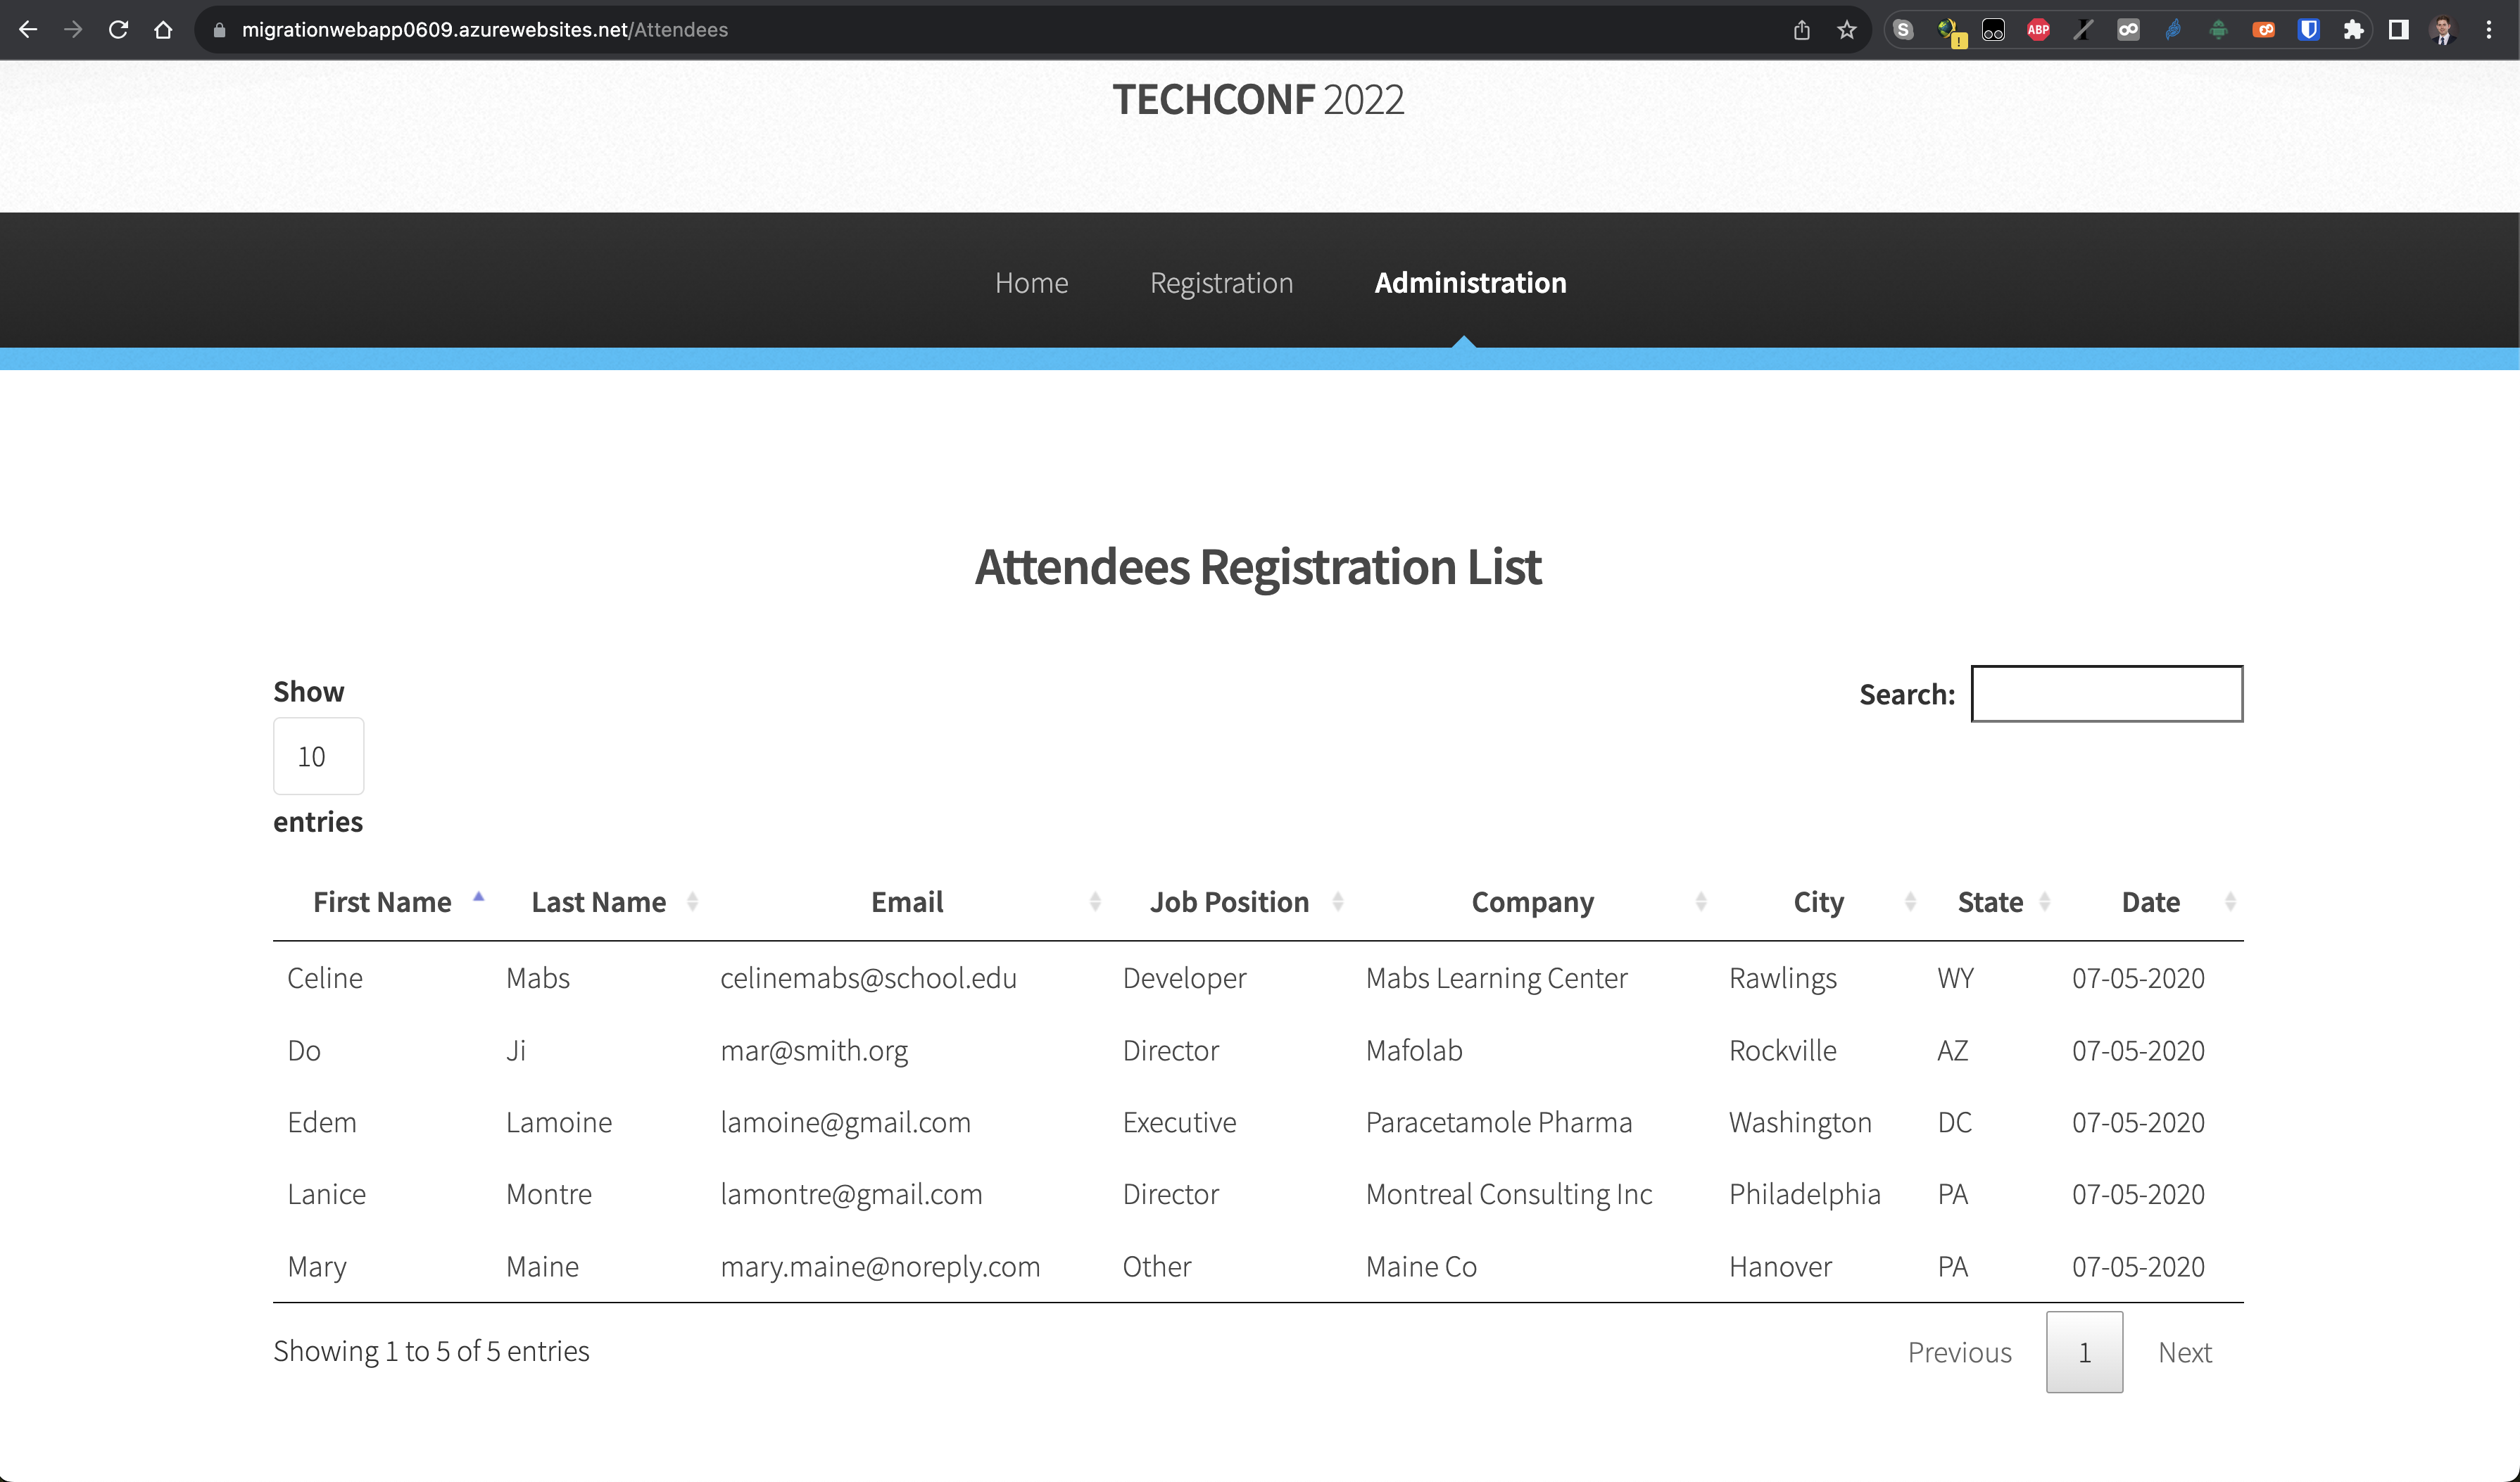 migrationwebapp0609.azurewebsites.net/Attendees
S
!
ABP
TECHCONF 2022
Home Registration Administration
Attendees Registration List
Show
10
entries
Search:
First Name Last Name Email Job Position Company City State Date
Celine Mabs celinemabs@school.edu Developer Mabs Learning Center Rawlings WY 07-05-2020
Do Ji mar@smith.org Director Mafolab Rockville AZ 07-05-2020
Edem Lamoine lamoine@gmail.com Executive Paracetamole Pharma Washington DC 07-05-2020
Lanice Montre lamontre@gmail.com Director Montreal Consulting Inc Philadelphia PA 07-05-2020
Mary Maine mary.maine@noreply.com Other Maine Co Hanover PA 07-05-2020
Showing 1 to 5 of 5 entries
Previous 1 Next